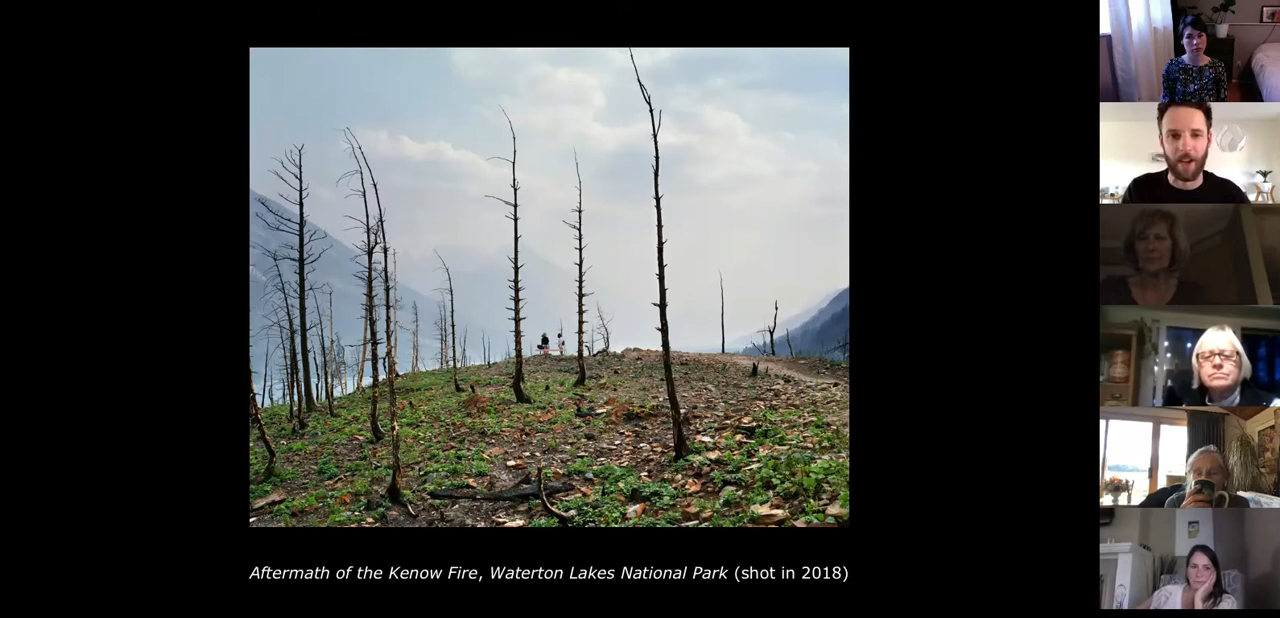 Aftermath of the Kenow Fire, Waterton Lakes National Park (shot in 2018)